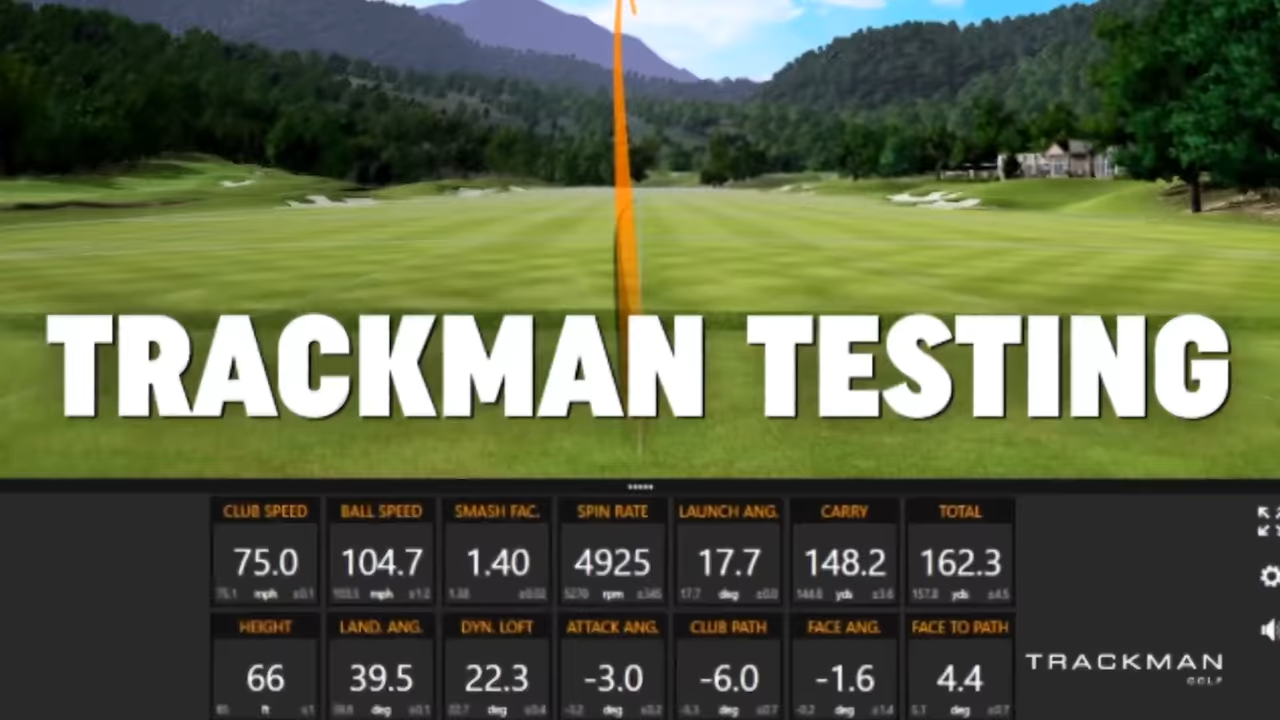 TRACKMAN TESTING
CLUB SPEED BALL SPEED SMASH FAC. SPIN RATE LAUNCH ANG. CARRY TOTAL
75.0 104.7 1.40 4925 17.7 148.2 162.3
mph mph rpm deg yds yds
HEIGHT LAND. ANG. DYN. LOFT ATTACK ANG. CLUB PATH FACE ANG. FACE TO PATH
66 39.5 22.3 -3.0 -6.0 -1.6 4.4
ft deg deg deg deg deg deg
TRACKMAN
GOLF